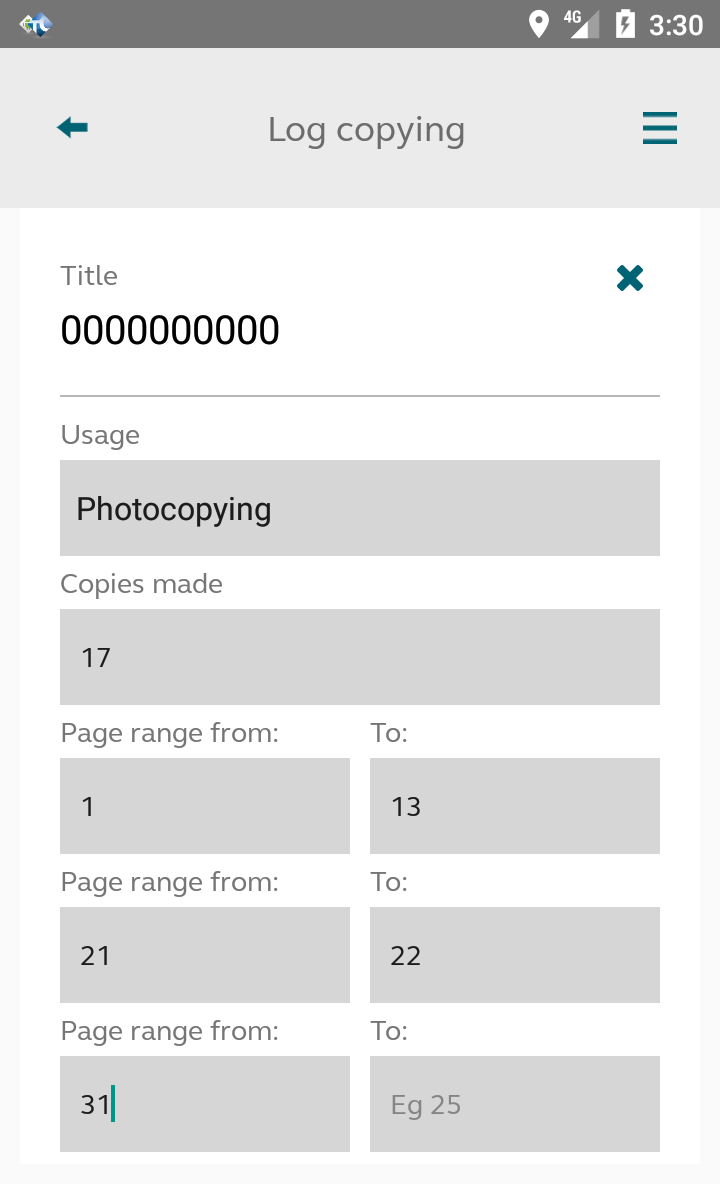 4G 3:30
Log copying
Title
0000000000
Usage
Photocopying
Copies made
17
Page range from: To:
1 13
Page range from: To:
21 22
Page range from: To:
31 Eg 25